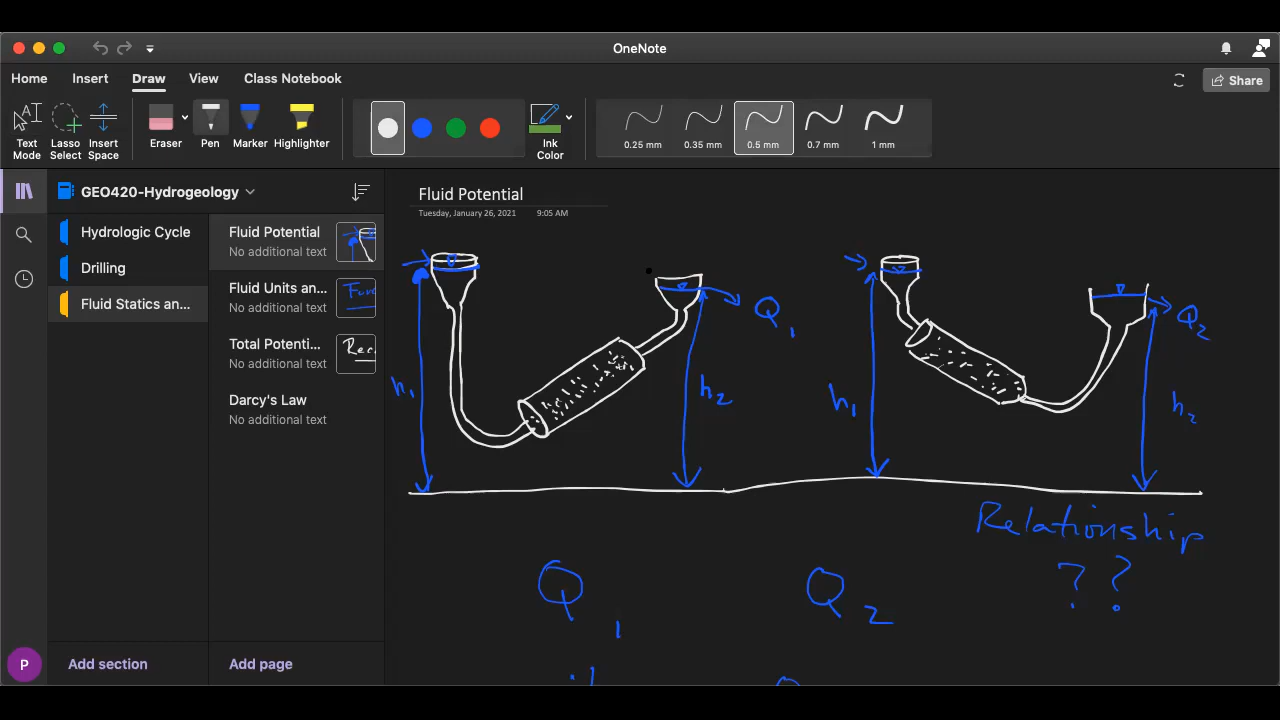 OneNote
Home Insert Draw View Class Notebook
Share
Text Mode
Lasso Select
Insert Space
Eraser
Pen
Marker
Highlighter
Ink Color
0.25 mm
0.35 mm
0.5 mm
0.7 mm
1 mm
GEO420-Hydrogeology
Hydrologic Cycle
Drilling
Fluid Statics an...
Fluid Potential
No additional text
Fluid Units an...
No additional text
Total Potenti...
No additional text
Darcy's Law
No additional text
P
Add section
Add page
Fluid Potential
Tuesday, January 26, 2021 9:05 AM
Q1
Q2
h1
h2
h1
h2
Relationship
??
Q1
Q2